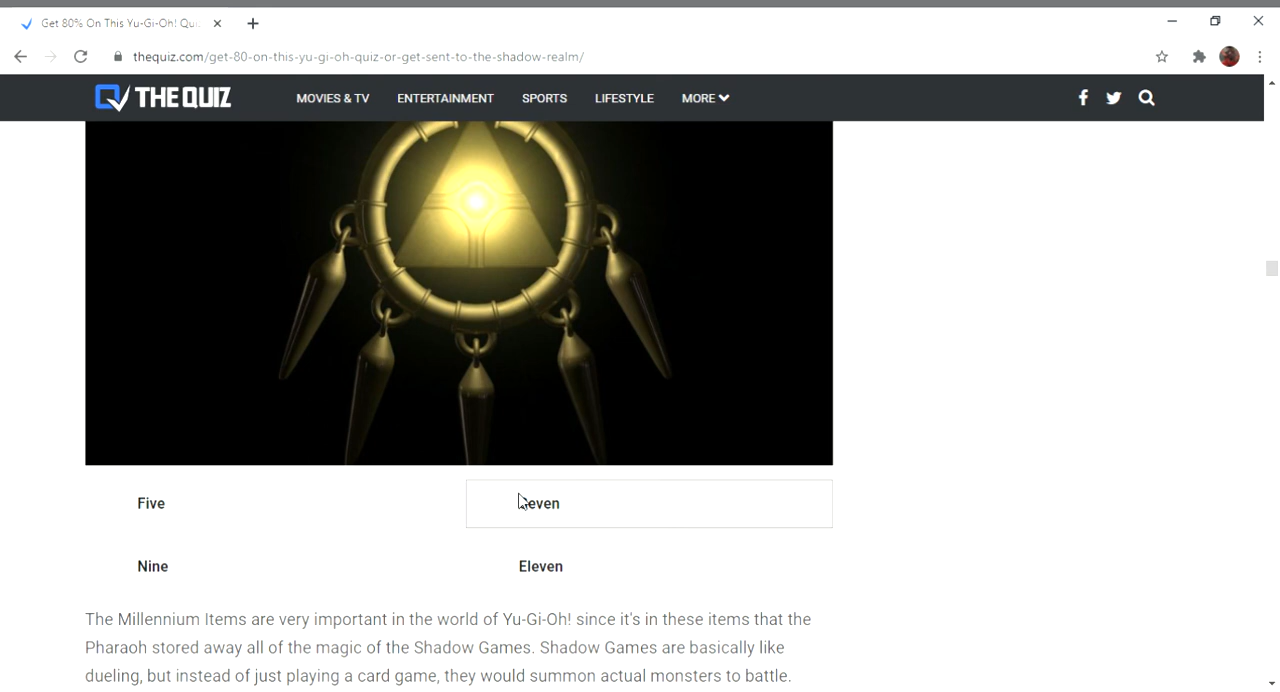 Get 80% On This Yu-Gi-Oh! Qu
thequiz.com/get-80-on-this-yu-gi-oh-quiz-or-get-sent-to-the-shadow-realm/
THE QUIZ MOVIES & TV ENTERTAINMENT SPORTS LIFESTYLE MORE
Five
even
Nine Eleven
The Millennium Items are very important in the world of Yu-Gi-Oh! since it's in these items that the
Pharaoh stored away all of the magic of the Shadow Games. Shadow Games are basically like
dueling, but instead of just playing a card game, they would summon actual monsters to battle.